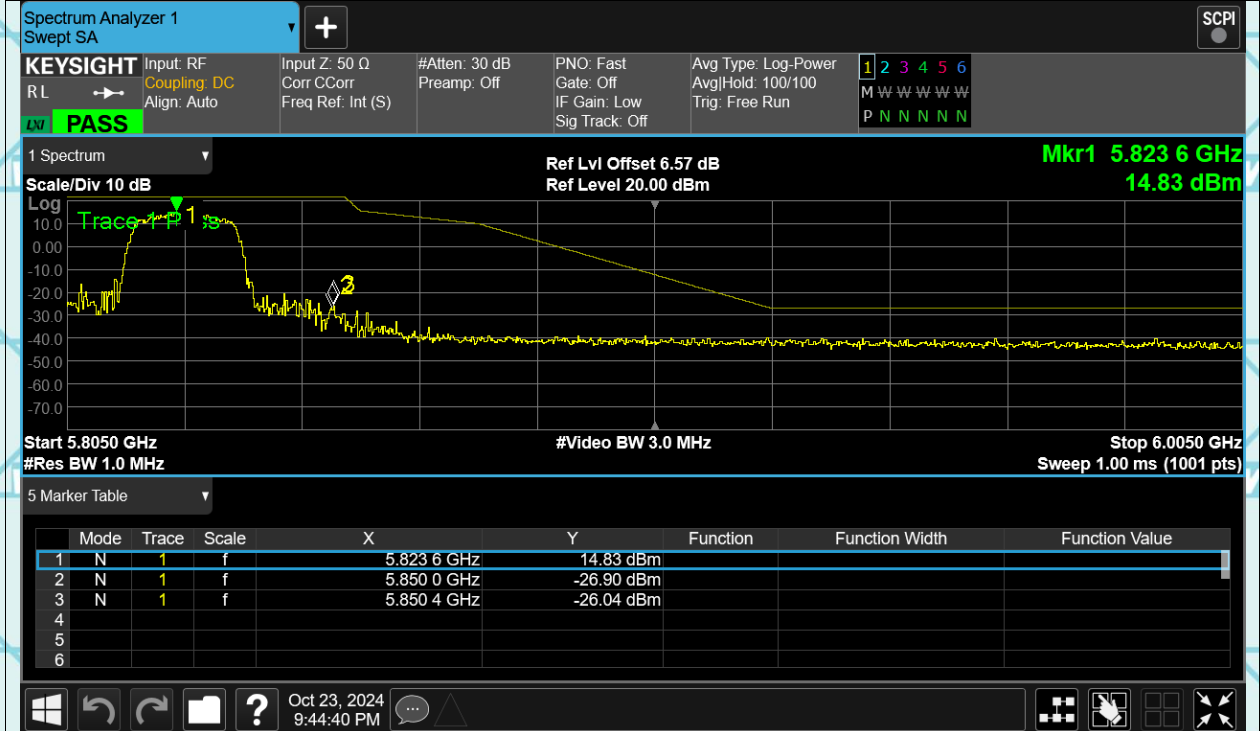 Spectrum Analyzer 1
Swept SA
SCPI
KEYSIGHT
R L
LXI PASS
Input: RF
Coupling: DC
Align: Auto
Input Z: 50 Ω
Corr CCorr
Freq Ref: Int (S)
#Atten: 30 dB
Preamp: Off
PNO: Fast
Gate: Off
IF Gain: Low
Sig Track: Off
Avg Type: Log-Power
Avg|Hold: 100/100
Trig: Free Run
1 2 3 4 5 6
M W W W W W
P N N N N N
1 Spectrum
Scale/Div 10 dB
Ref Lvl Offset 6.57 dB
Ref Level 20.00 dBm
Mkr1 5.823 6 GHz
14.83 dBm
Log
Trace 1 P ss
1
10.0
0.00
-10.0
-20.0
-30.0
-40.0
-50.0
-60.0
-70.0
Start 5.8050 GHz
#Video BW 3.0 MHz
Stop 6.0050 GHz
#Res BW 1.0 MHz
Sweep 1.00 ms (1001 pts)
5 Marker Table
Mode Trace Scale X Y Function Function Width Function Value
1 N 1 f 5.823 6 GHz 14.83 dBm
2 N 1 f 5.850 0 GHz -26.90 dBm
3 N 1 f 5.850 4 GHz -26.04 dBm
4
5
6
?
Oct 23, 2024
9:44:40 PM